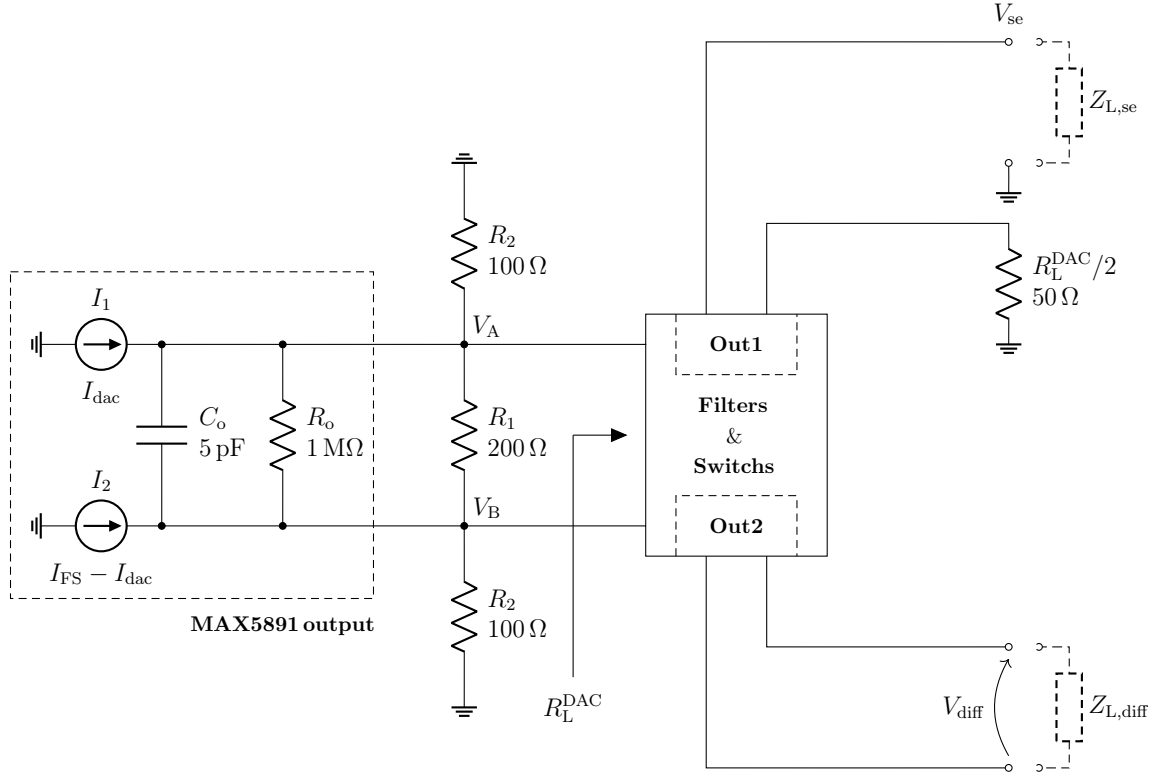 V_se
Z_L,se
R_2
100 Ω
R_L^DAC/2
50 Ω
I_1
I_dac
V_A
Out1
C_o
5 pF
R_o
1 MΩ
R_1
200 Ω
Filters
&
Switchs
I_2
I_FS − I_dac
V_B
Out2
MAX5891 output
R_2
100 Ω
R_L^DAC
V_diff
Z_L,diff